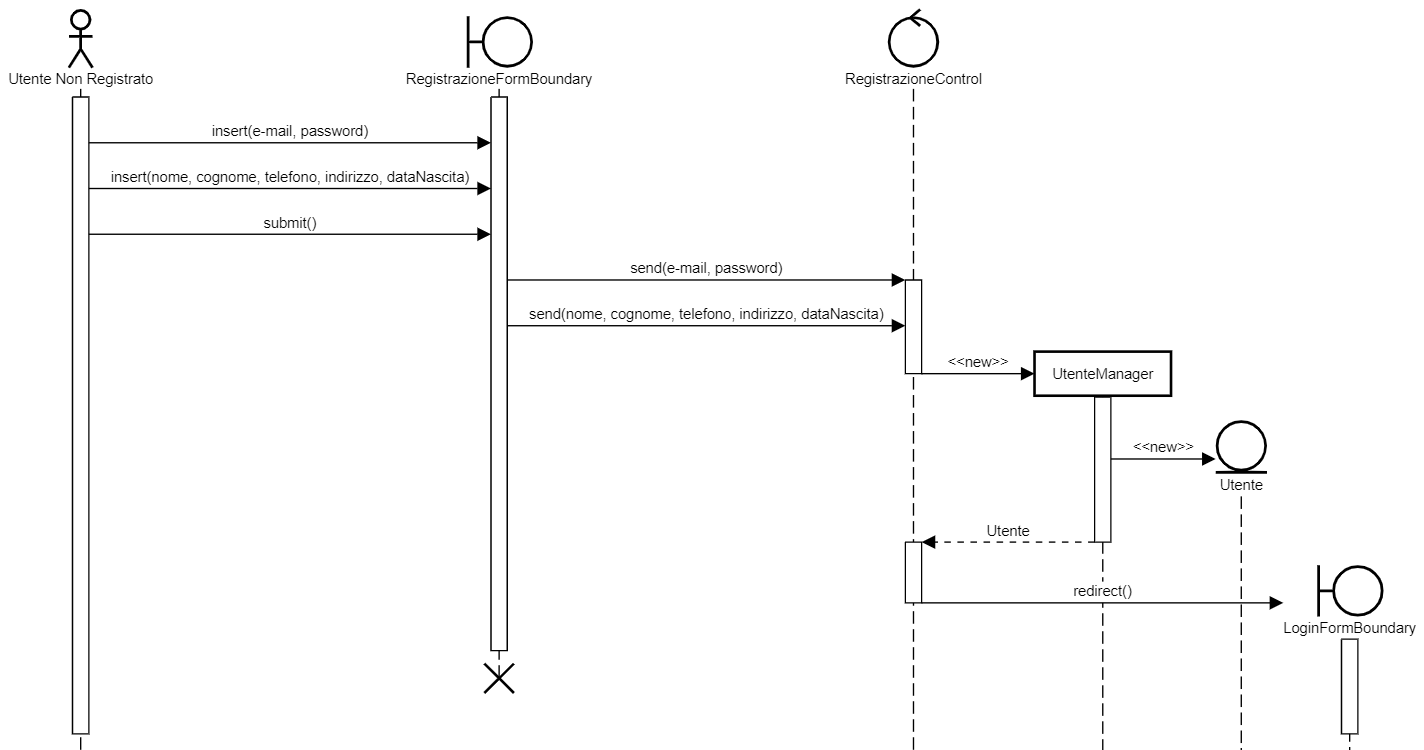 Utente Non Registrato
RegistrazioneFormBoundary
RegistrazioneControl
insert(e-mail, password)
insert(nome, cognome, telefono, indirizzo, dataNascita)
submit()
send(e-mail, password)
send(nome, cognome, telefono, indirizzo, dataNascita)
<<new>>
UtenteManager
<<new>>
Utente
Utente
redirect()
LoginFormBoundary